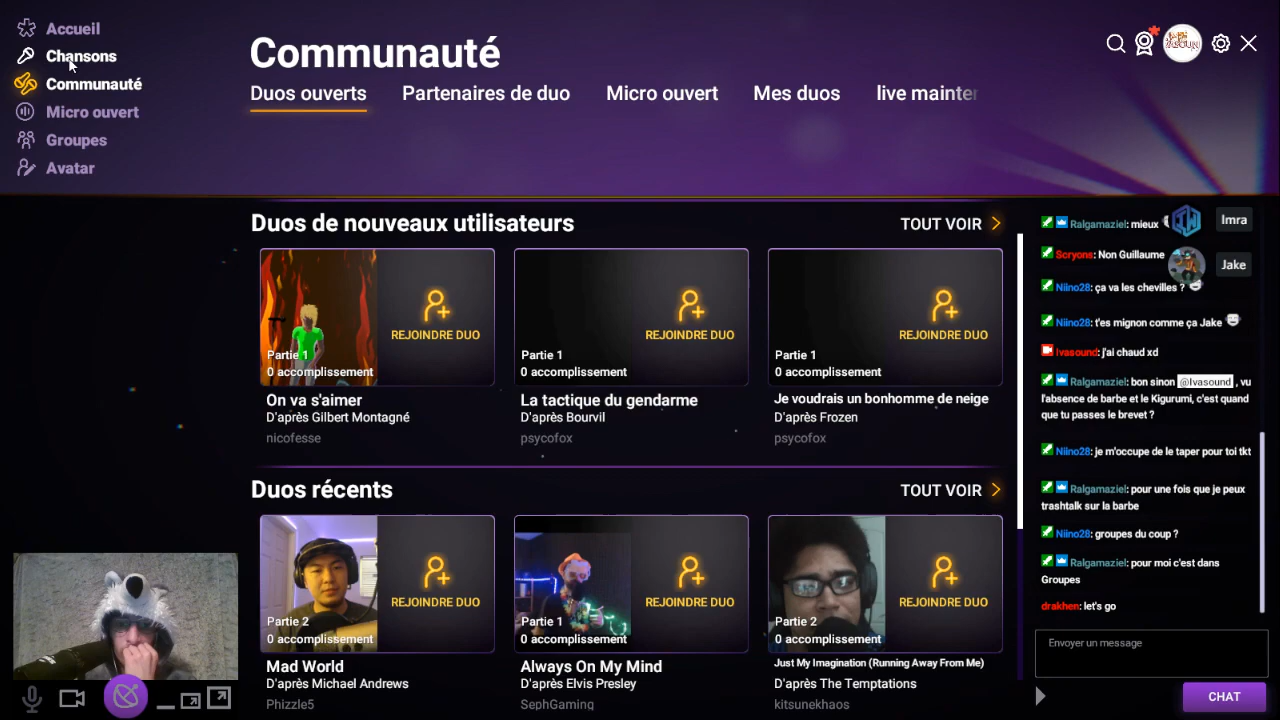 Accueil
Chansons
Communauté
Micro ouvert
Groupes
Avatar
Communauté
Duos ouverts
Partenaires de duo
Micro ouvert
Mes duos
live mainten
Duos de nouveaux utilisateurs
TOUT VOIR
REJOINDRE DUO
Partie 1
0 accomplissement
On va s'aimer
D'après Gilbert Montagné
nicofesse
REJOINDRE DUO
Partie 1
0 accomplissement
La tactique du gendarme
D'après Bourvil
psycofox
REJOINDRE DUO
Partie 1
0 accomplissement
Je voudrais un bonhomme de neige
D'après Frozen
psycofox
Duos récents
TOUT VOIR
REJOINDRE DUO
Partie 2
0 accomplissement
Mad World
D'après Michael Andrews
Phizzle5
REJOINDRE DUO
Partie 1
0 accomplissement
Always On My Mind
D'après Elvis Presley
SephGaming
REJOINDRE DUO
Partie 2
0 accomplissement
Just My Imagination (Running Away From Me)
D'après The Temptations
kitsunekhaos
Imra
Jake
Ralgamaziel: mieux
Scryons: Non Guillaume
Niino28: ça va les chevilles ?
Niino28: t'es mignon comme ça Jake
Ivasound: j'ai chaud xd
Ralgamaziel: bon sinon @Ivasound , vu
l'absence de barbe et le Kigurumi, c'est quand
que tu passes le brevet ?
Niino28: je m'occupe de le taper pour toi tkt
Ralgamaziel: pour une fois que je peux
trashtalk sur la barbe
Niino28: groupes du coup ?
Ralgamaziel: pour moi c'est dans
Groupes
drakhen: let's go
Envoyer un message
CHAT